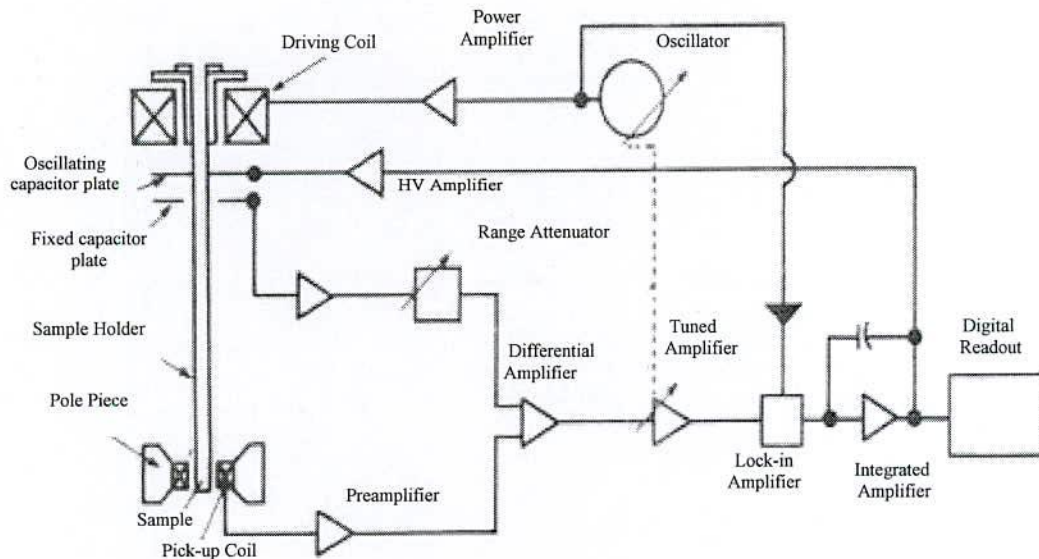 Power
Amplifier
Driving Coil
Oscillator
Oscillating
capacitor plate
HV Amplifier
Fixed capacitor
plate
Range Attenuator
Sample Holder
Differential
Amplifier
Tuned
Amplifier
Digital
Readout
Pole Piece
Lock-in
Amplifier
Integrated
Amplifier
Preamplifier
Sample
Pick-up Coil